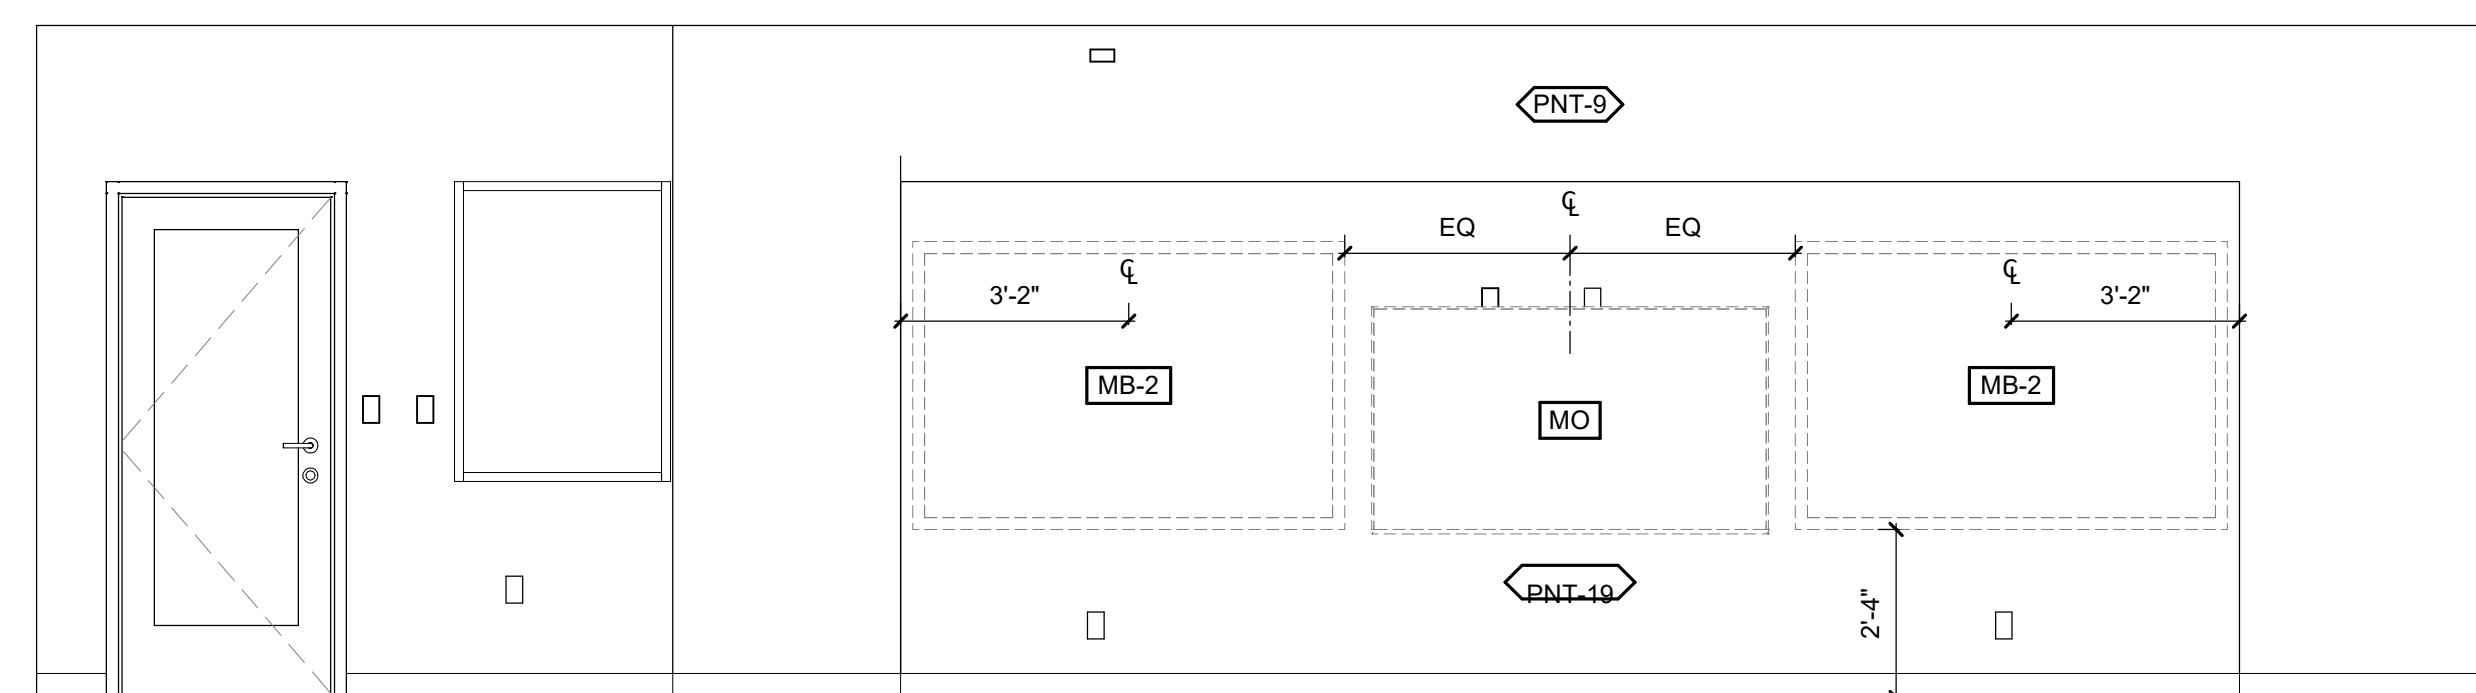 PNT-9
℄
EQ
EQ
℄
℄
3'-2"
3'-2"
MB-2
MB-2
MO
PNT-19
2'-4"